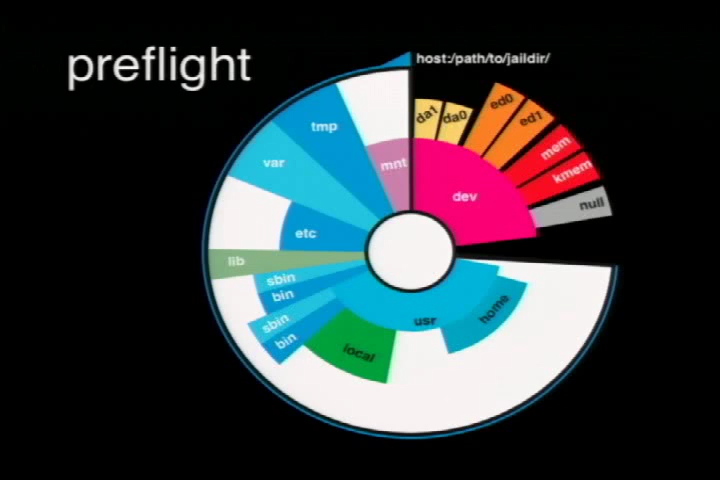 preflight
host:/path/to/jaildir/
da1
da0
ed0
ed1
mem
kmem
null
tmp
mnt
var
dev
etc
lib
sbin
bin
sbin
bin
usr
home
local